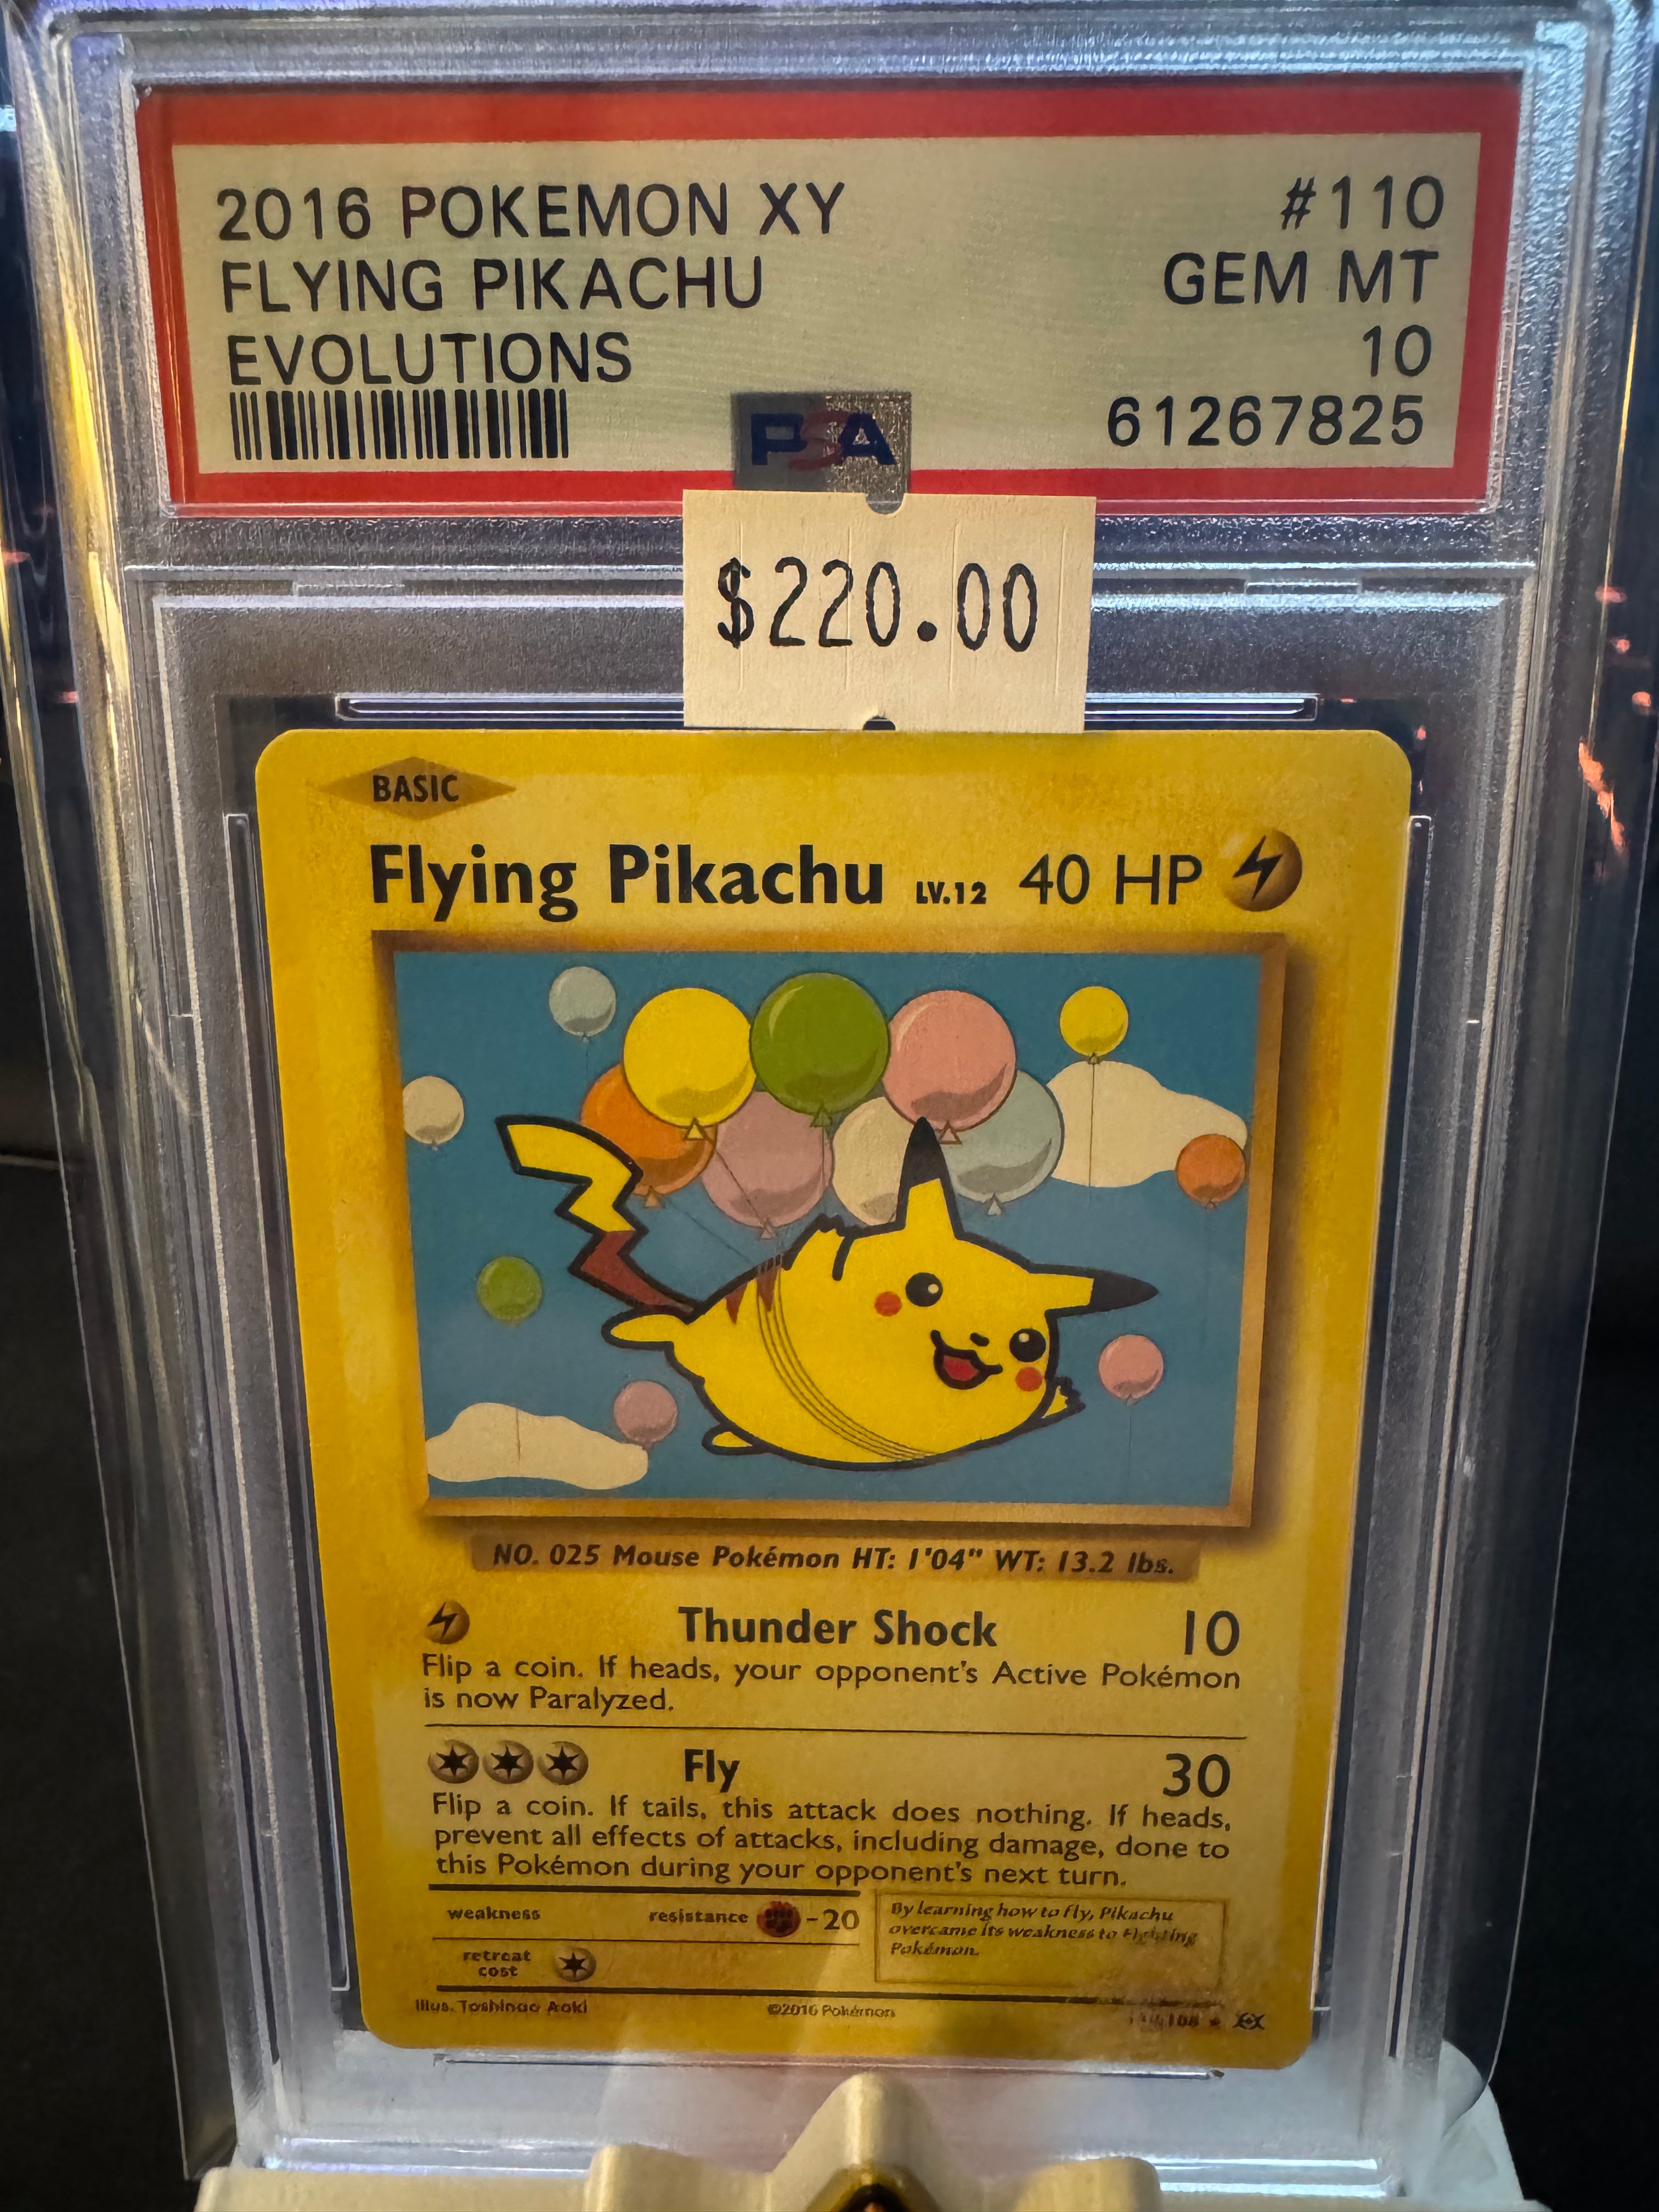 2016 POKEMON XY #110
FLYING PIKACHU GEM MT
EVOLUTIONS 10
PSA 61267825
$220.00
BASIC
Flying Pikachu LV.12 40 HP
NO. 025 Mouse Pokémon HT: 1'04" WT: 13.2 lbs.
Thunder Shock 10
Flip a coin. If heads, your opponent's Active Pokémon
is now Paralyzed.
Fly 30
Flip a coin. If tails, this attack does nothing. If heads,
prevent all effects of attacks, including damage, done to
this Pokémon during your opponent's next turn.
weakness resistance -20
retreat
cost
By learning how to fly, Pikachu
overcame its weakness to Fighting
Pokémon.
Illus. Toshinao Aoki ©2016 Pokémon